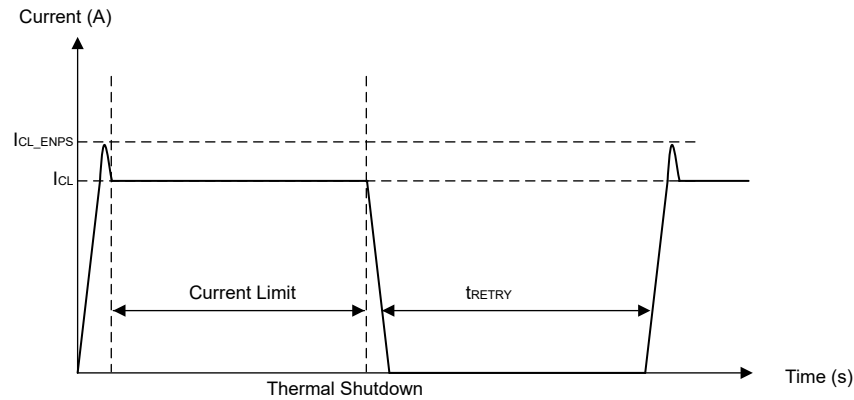 Current (A)
ICL_ENPS
ICL
Current Limit
tRETRY
Thermal Shutdown
Time (s)